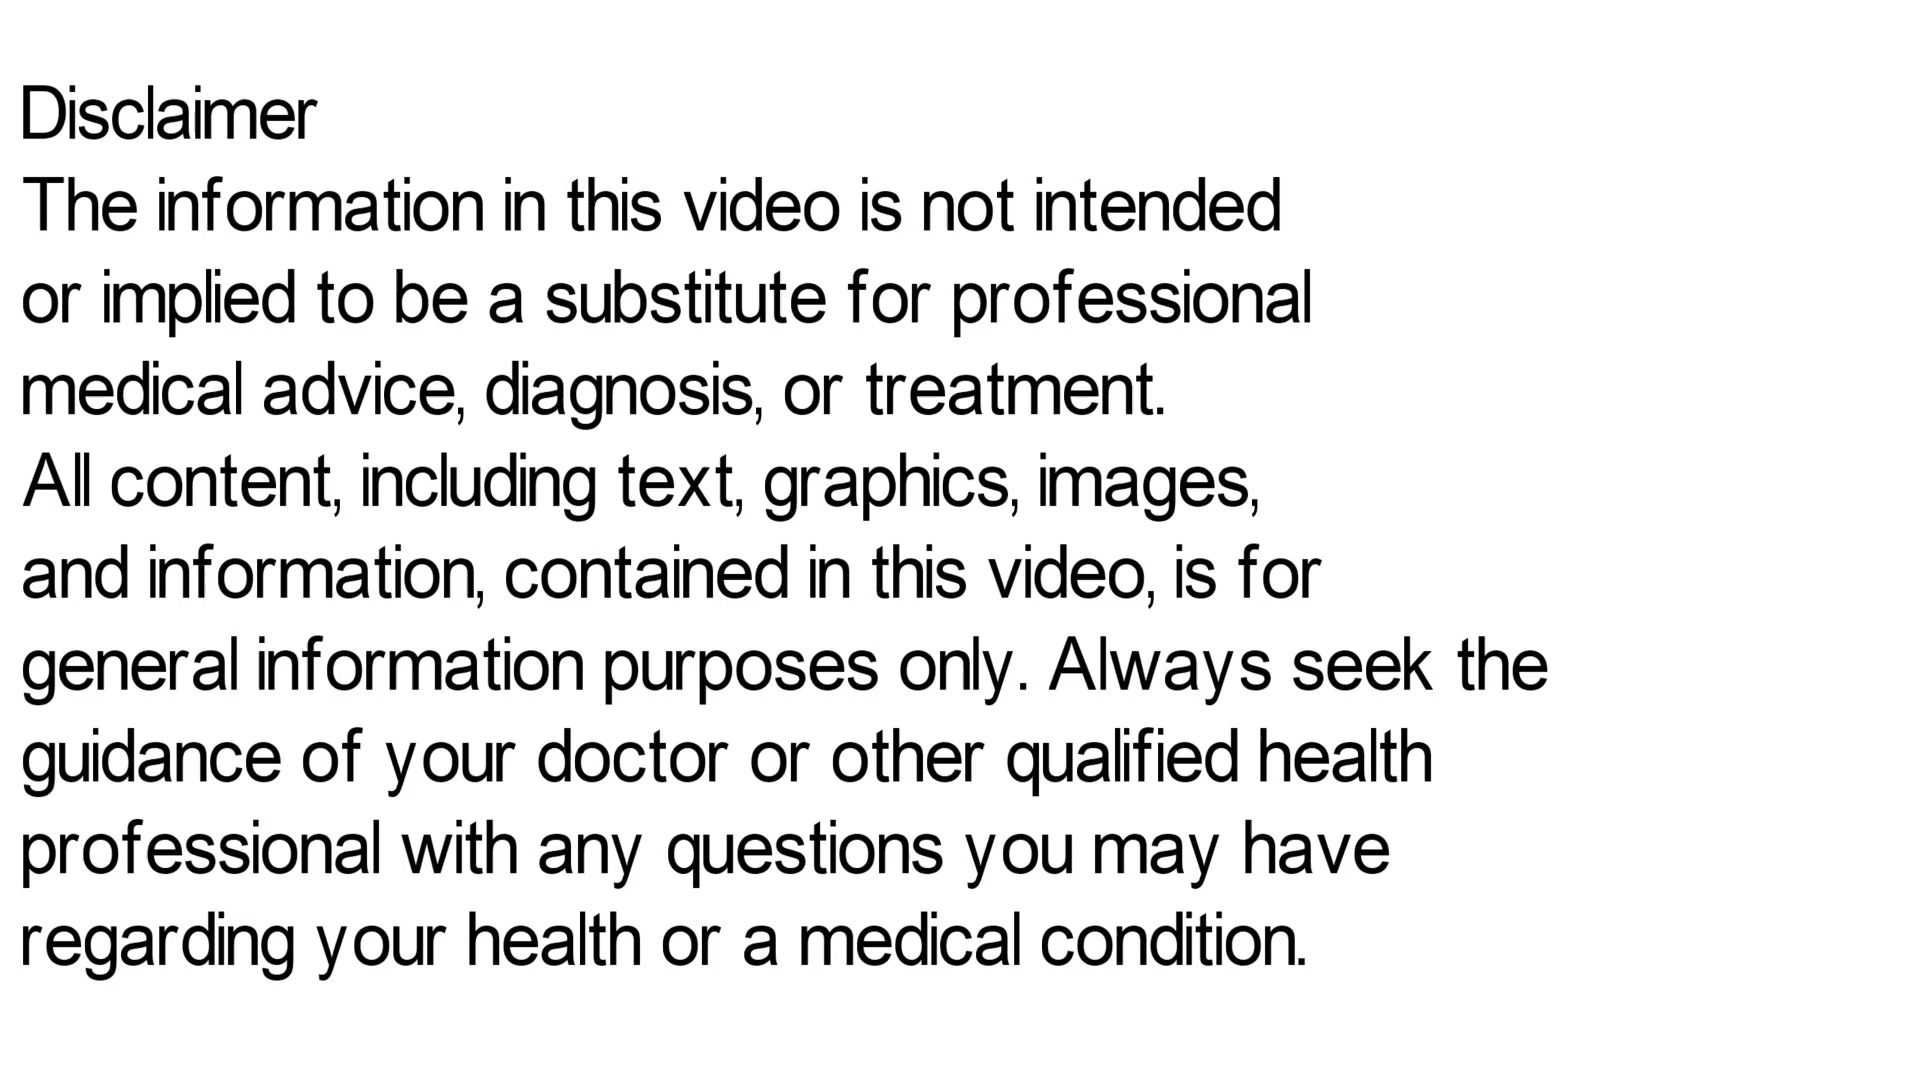 Disclaimer
The information in this video is not intended
or implied to be a substitute for professional
medical advice, diagnosis, or treatment.
All content, including text, graphics, images,
and information, contained in this video, is for
general information purposes only. Always seek the
guidance of your doctor or other qualified health
professional with any questions you may have
regarding your health or a medical condition.